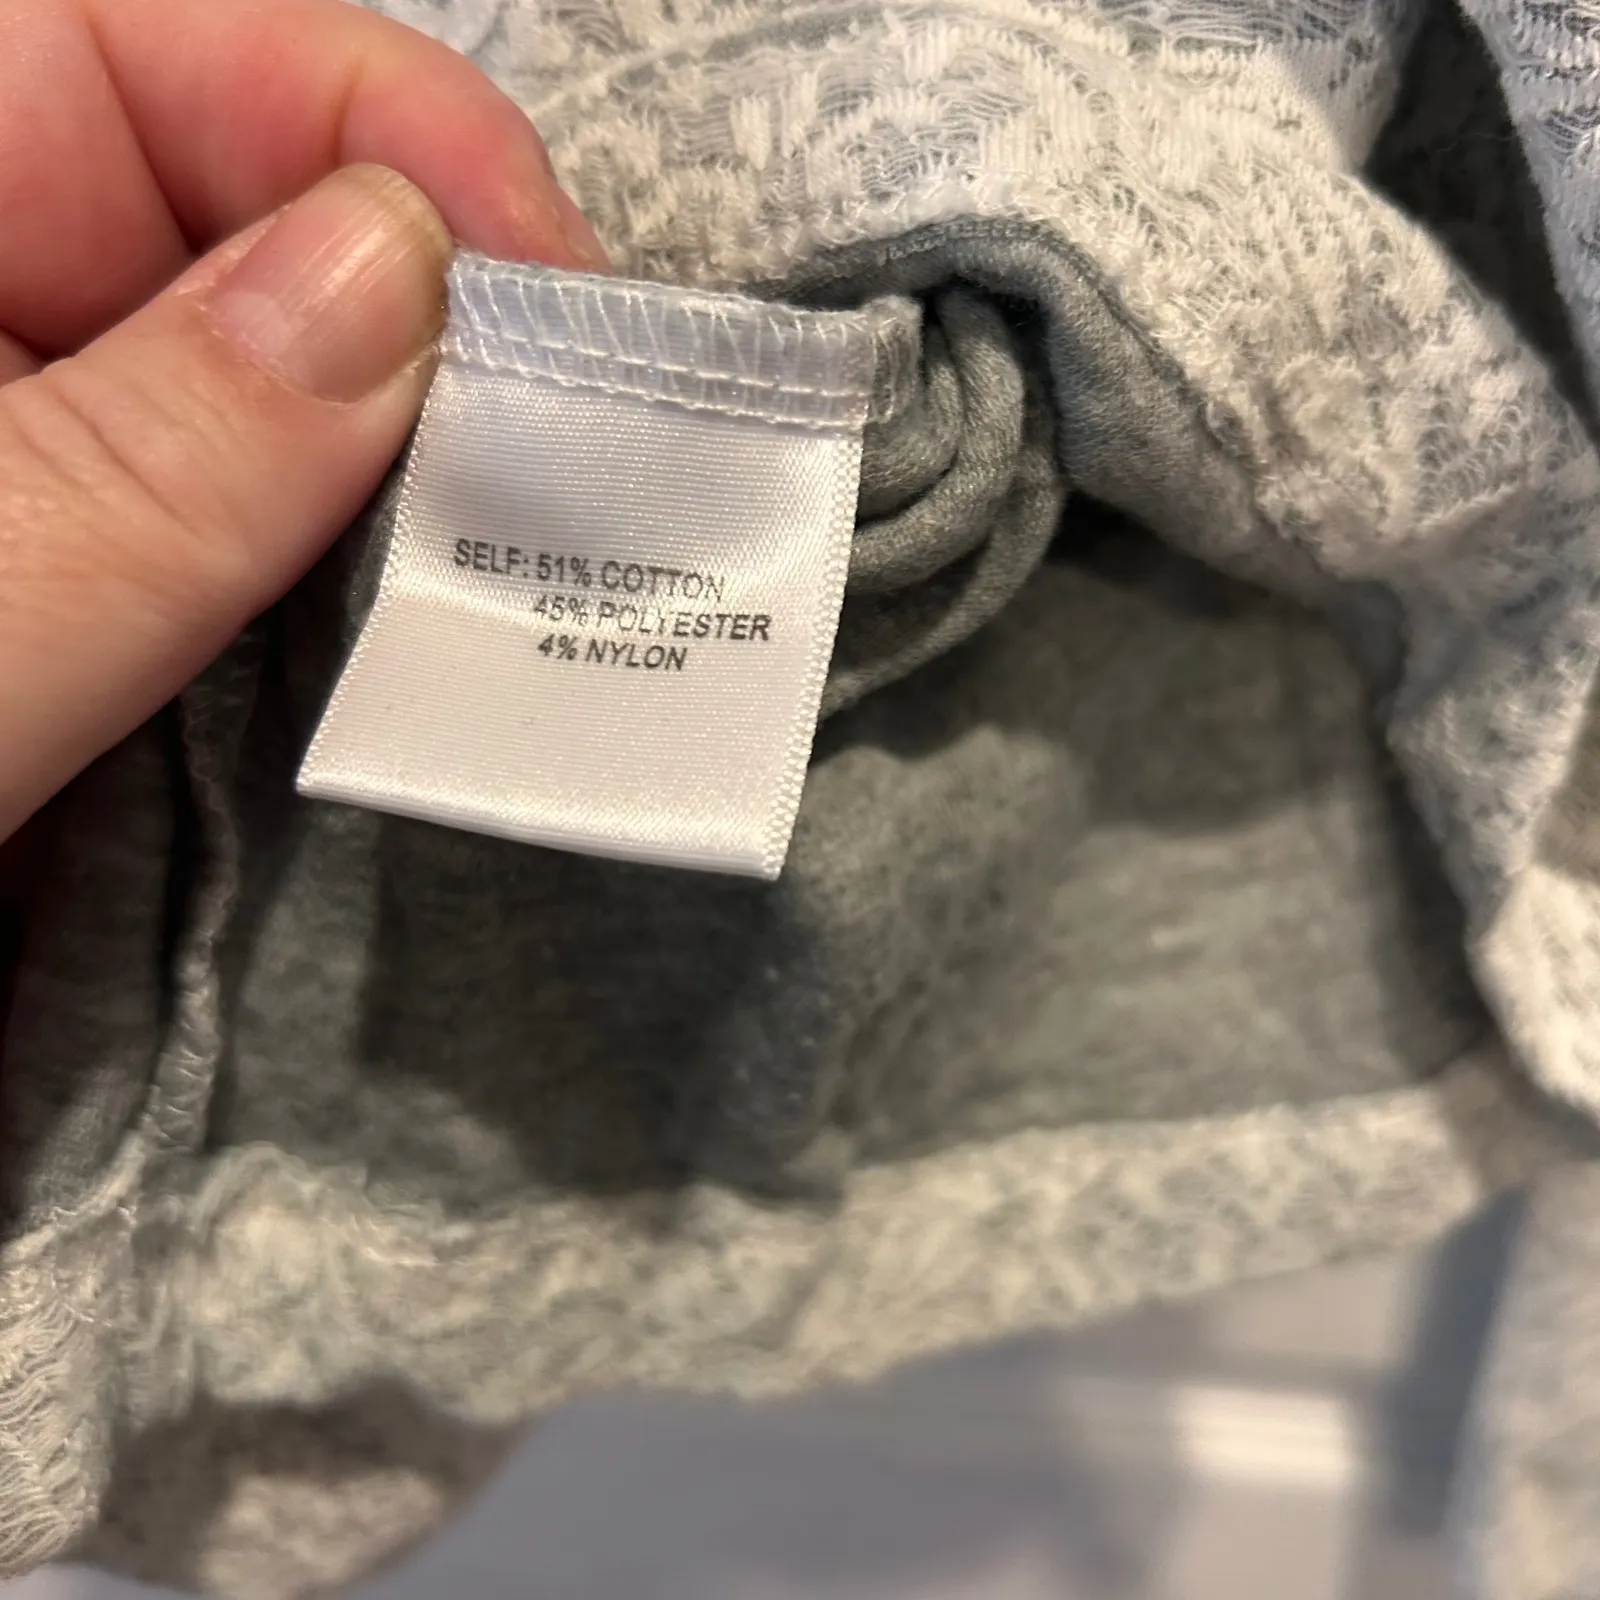 SELF: 51% COTTON
45% POLYESTER
4% NYLON